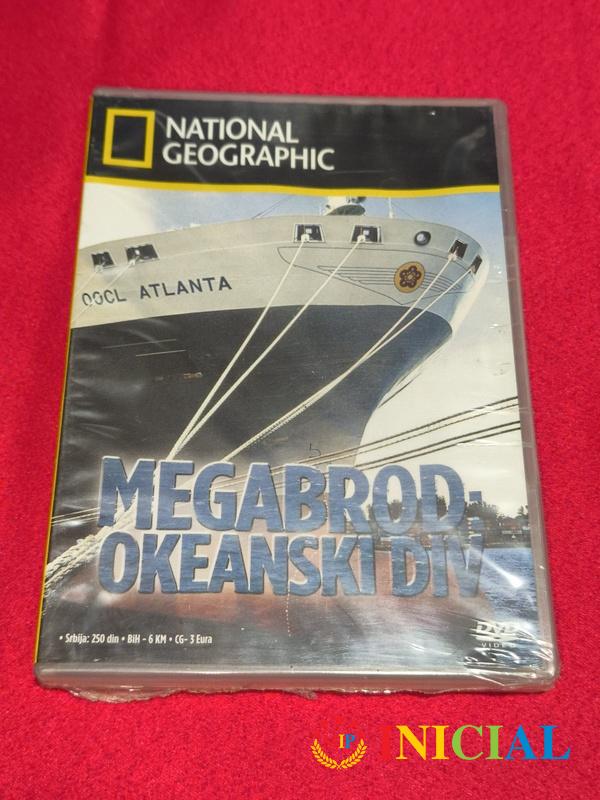 NATIONAL
GEOGRAPHIC
OOCL ATLANTA
MEGABROD:
OKEANSKI DIV
• Srbija: 250 din • BiH - 6 KM • CG- 3 Eura
DVD
VIDEO
IP INICIAL